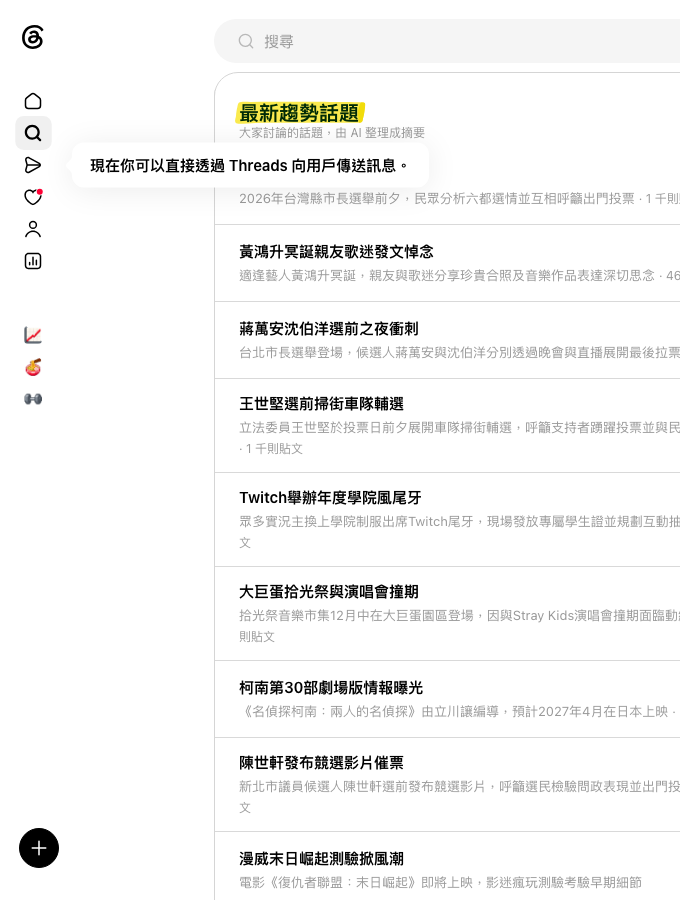 搜尋
最新趨勢話題
大家討論的話題,由 AI 整理成摘要
現在你可以直接透過 Threads 向用戶傳送訊息。
2026年台灣縣市長選舉前夕,民眾分析六都選情並互相呼籲出門投票 · 1 千則
黃鴻升冥誕親友歌迷發文悼念
適逢藝人黃鴻升冥誕,親友與歌迷分享珍貴合照及音樂作品表達深切思念 · 46
蔣萬安沈伯洋選前之夜衝刺
台北市長選舉登場,候選人蔣萬安與沈伯洋分別透過晚會與直播展開最後拉票
王世堅選前掃街車隊輔選
立法委員王世堅於投票日前夕展開車隊掃街輔選,呼籲支持者踴躍投票並與民
· 1 千則貼文
Twitch舉辦年度學院風尾牙
眾多實況主換上學院制服出席Twitch尾牙,現場發放專屬學生證並規劃互動抽
文
大巨蛋拾光祭與演唱會撞期
拾光祭音樂市集12月中在大巨蛋園區登場,因與Stray Kids演唱會撞期面臨動
則貼文
柯南第30部劇場版情報曝光
《名偵探柯南：兩人的名偵探》由立川讓編導,預計2027年4月在日本上映 ·
陳世軒發布競選影片催票
新北市議員候選人陳世軒選前發布競選影片,呼籲選民檢驗問政表現並出門投
文
漫威末日崛起測驗掀風潮
電影《復仇者聯盟：末日崛起》即將上映,影迷瘋玩測驗考驗早期細節